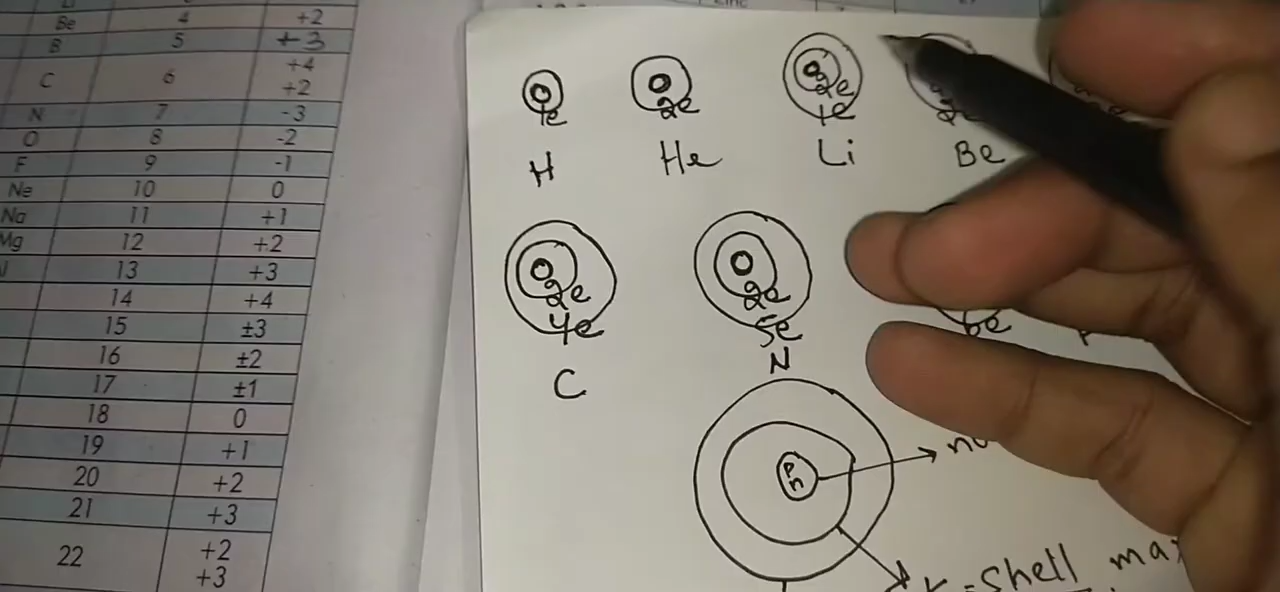 Be 4 +2
B 5 +3
C 6 +4
+2
N 7 -3
O 8 -2
F 9 -1
Ne 10 0
Na 11 +1
Mg 12 +2
13 +3
14 +4
15 ±3
16 ±2
17 ±1
18 0
19 +1
20 +2
21 +3
22 +2
+3
1e 2e 2e
1e
H He Li Be
2e 2e
4e 5e 6e
C N
P
n
K-shell